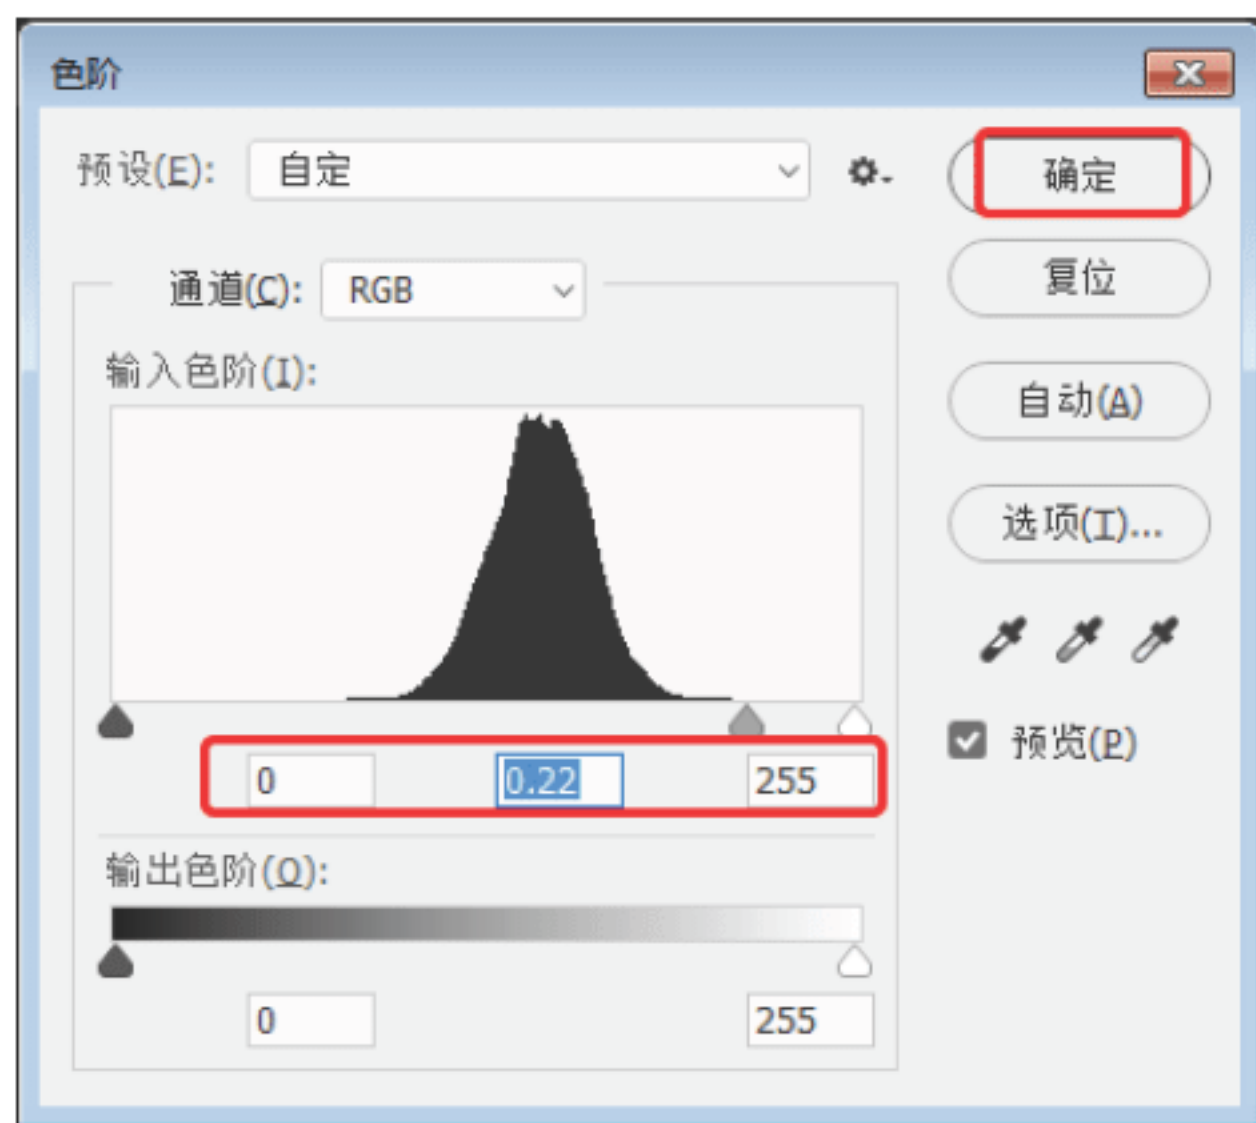 色阶
预设(E): 自定
确定
通道(C): RGB
复位
输入色阶(I):
自动(A)
选项(T)...
预览(P)
0 0.22 255
输出色阶(O):
0 255